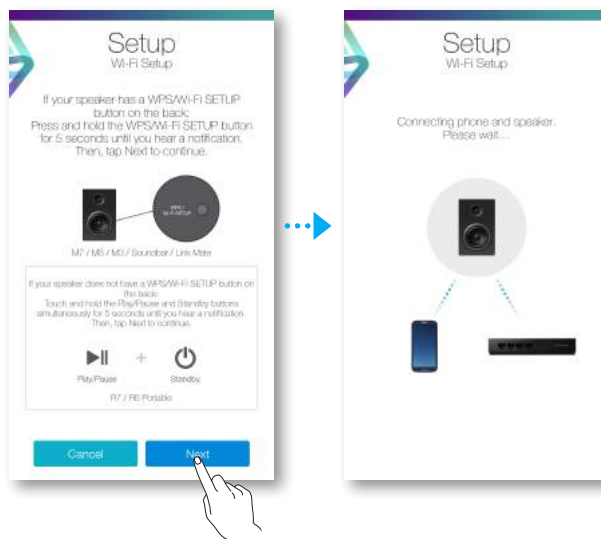 Setup
Wi-Fi Setup
If your speaker has a WPS/Wi-Fi SETUP
button on the back:
Press and hold the WPS/Wi-Fi SETUP button
for 5 seconds until you hear a notification.
Then, tap Next to continue.
WPS /
Wi-Fi SETUP
M7 / M5 / M3 / Soundbar / Link Mate
If your speaker does not have a WPS/Wi-Fi SETUP button on
the back:
Touch and hold the Play/Pause and Standby buttons
simultaneously for 5 seconds until you hear a notification.
Then, tap Next to continue.
+
Play/Pause
Standby
R7 / R6 Portable
Cancel
Next
Setup
Wi-Fi Setup
Connecting phone and speaker.
Please wait...